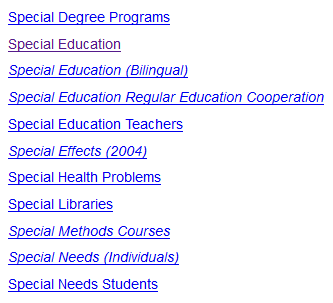 Special Degree Programs
Special Education
Special Education (Bilingual)
Special Education Regular Education Cooperation
Special Education Teachers
Special Effects (2004)
Special Health Problems
Special Libraries
Special Methods Courses
Special Needs (Individuals)
Special Needs Students